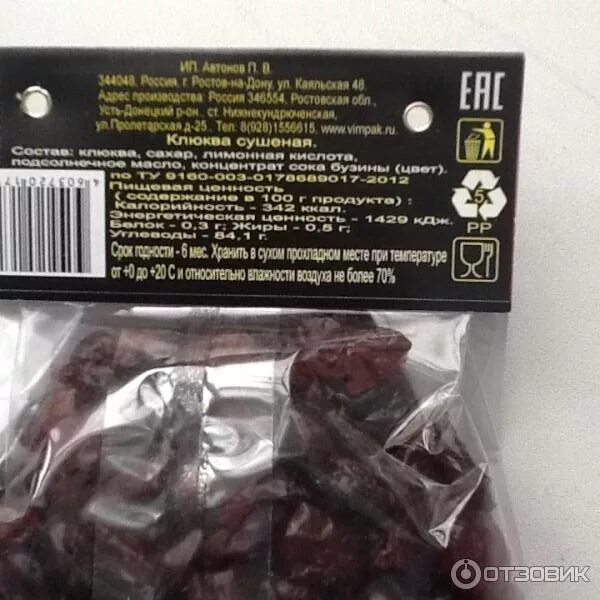 ИП. Автонов П. В.
344048. Россия, г. Ростов-на-Дону, ул. Каяльская 48.
Адрес производства: Россия 346554, Ростовская обл.,
Усть-Донецкий р-он., ст. Нижнекундрюченская,
ул.Пролетарская д-25., Тел: 8(928)1556615, www.vimpak.ru
Клюква сушеная.
Состав: клюква, сахар, лимонная кислота,
подсолнечное масло, концентрат сока бузины (цвет).
по ТУ 9160-003-0178689017-2012
Пищевая ценность
( содержание в 100 г продукта) :
Калорийность - 342 ккал.
Энергетическая ценность - 1429 кДж.
Белок - 0,3 г; Жиры - 0,5 г;
Углеводы - 84,1 г.
Срок годности - 6 мес. Хранить в сухом прохладном месте при температуре
от +0 до +20 С и относительно влажности воздуха не более 70%
EAC
5
PP
ОТЗОВИК